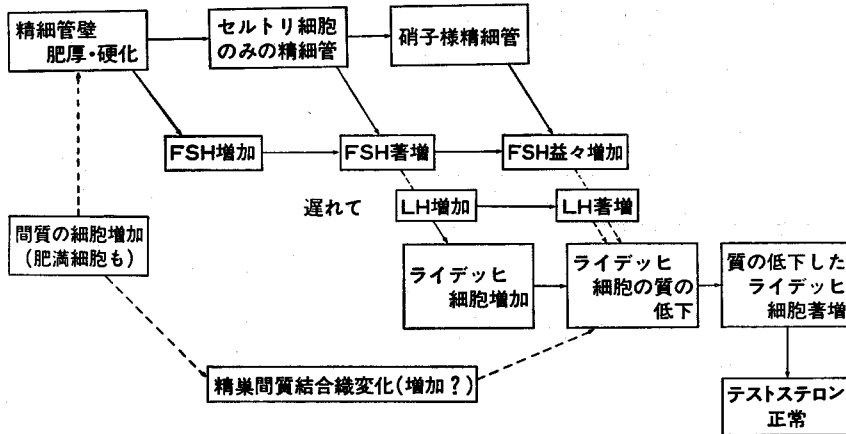 精細管壁
肥厚・硬化
セルトリ細胞
のみの精細管
硝子様精細管
FSH増加
FSH著増
FSH益々増加
遅れて
LH増加
LH著増
間質の細胞増加
(肥満細胞も)
ライデッヒ
細胞増加
ライデッヒ
細胞の質の
低下
質の低下した
ライデッヒ
細胞著増
精巣間質結合織変化(増加?)
テストステロン
正常